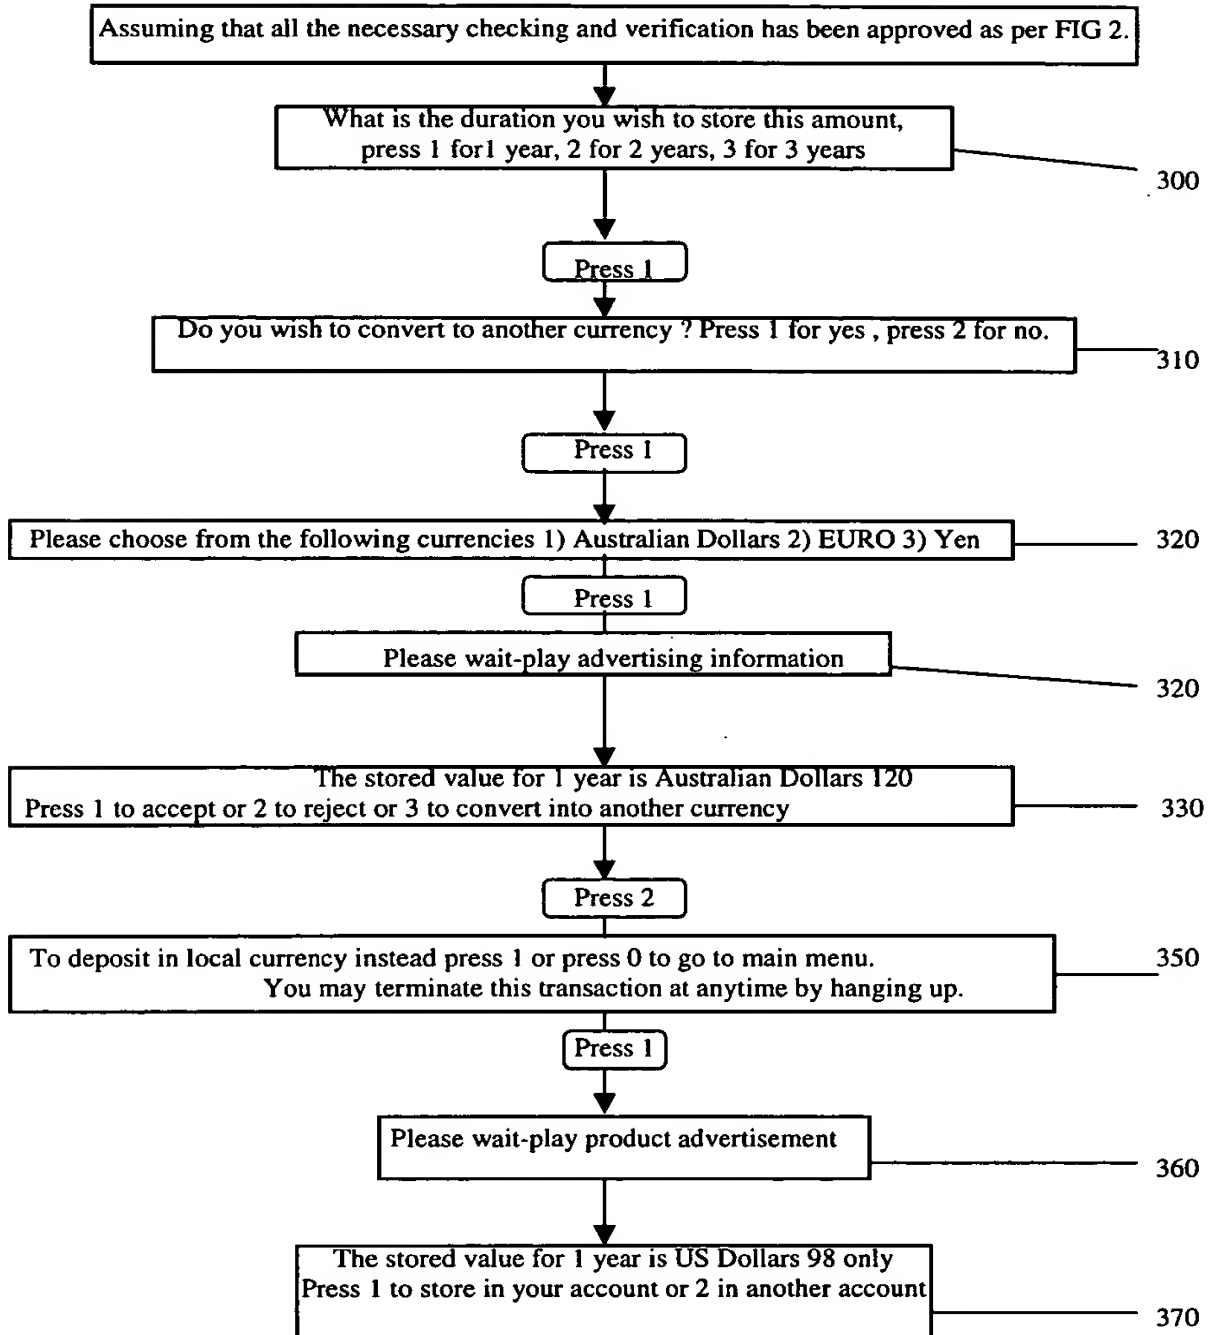 Assuming that all the necessary checking and verification has been approved as per FIG 2.
What is the duration you wish to store this amount,
press 1 for1 year, 2 for 2 years, 3 for 3 years
300
Press 1
Do you wish to convert to another currency ? Press 1 for yes , press 2 for no.
310
Press 1
Please choose from the following currencies 1) Australian Dollars 2) EURO 3) Yen
320
Press 1
Please wait-play advertising information
320
The stored value for 1 year is Australian Dollars 120
Press 1 to accept or 2 to reject or 3 to convert into another currency
330
Press 2
To deposit in local currency instead press 1 or press 0 to go to main menu.
You may terminate this transaction at anytime by hanging up.
350
Press 1
Please wait-play product advertisement
360
The stored value for 1 year is US Dollars 98 only
Press 1 to store in your account or 2 in another account
370